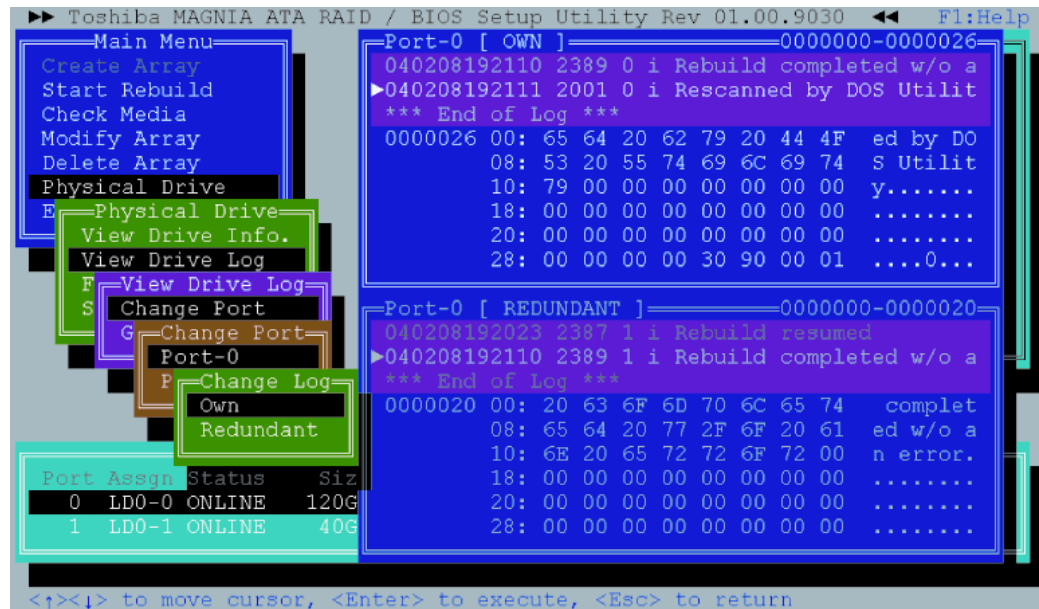 ►► Toshiba MAGNIA ATA RAID / BIOS Setup Utility Rev 01.00.9030 ◄◄ F1:Help
Main Menu
Create Array
Start Rebuild
Check Media
Modify Array
Delete Array
Physical Drive
E
Physical Drive
View Drive Info.
View Drive Log
F
S
View Drive Log
Change Port
G
Change Port
Port-0
P
Change Log
Own
Redundant
Port-0 [ OWN ] 0000000-0000026
040208192110 2389 0 i Rebuild completed w/o a
►040208192111 2001 0 i Rescanned by DOS Utilit
*** End of Log ***
0000026 00: 65 64 20 62 79 20 44 4F ed by DO
08: 53 20 55 74 69 6C 69 74 S Utilit
10: 79 00 00 00 00 00 00 00 y.......
18: 00 00 00 00 00 00 00 00 ........
20: 00 00 00 00 00 00 00 00 ........
28: 00 00 00 00 30 90 00 01 ....0...
Port-0 [ REDUNDANT ] 0000000-0000020
040208192023 2387 1 i Rebuild resumed
►040208192110 2389 1 i Rebuild completed w/o a
*** End of Log ***
0000020 00: 20 63 6F 6D 70 6C 65 74 complet
08: 65 64 20 77 2F 6F 20 61 ed w/o a
10: 6E 20 65 72 72 6F 72 00 n error.
18: 00 00 00 00 00 00 00 00 ........
20: 00 00 00 00 00 00 00 00 ........
28: 00 00 00 00 00 00 00 00 ........
Port Assgn Status Siz
0 LD0-0 ONLINE 120G
1 LD0-1 ONLINE 40G
<↑><↓> to move cursor, <Enter> to execute, <Esc> to return